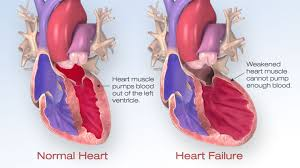 Heart muscle
pumps blood
out of the left
ventricle.
Weakened
heart muscle
cannot pump
enough blood.
Normal Heart
Heart Failure